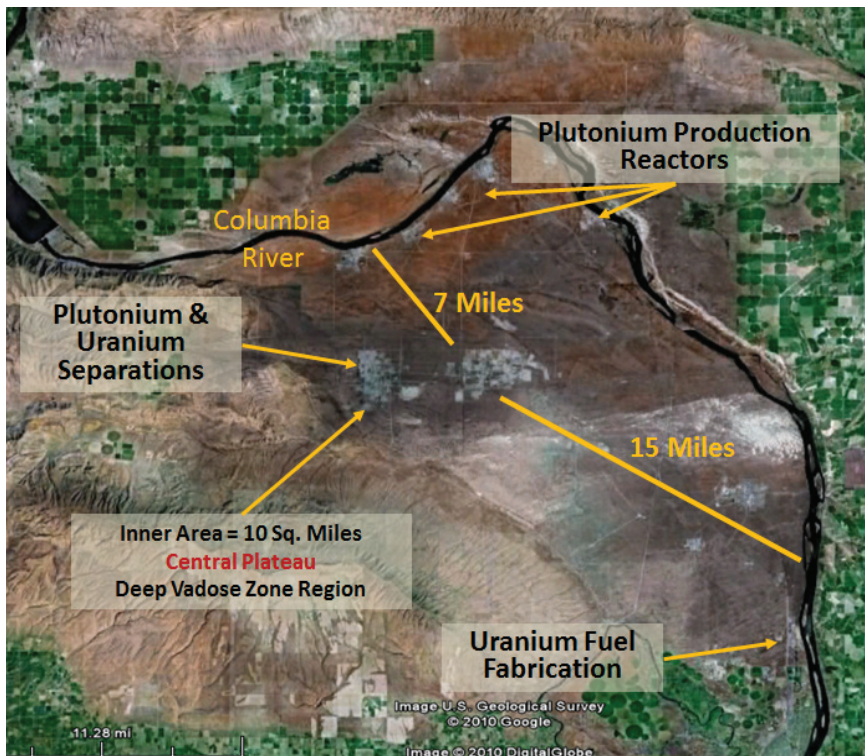 Plutonium Production
Reactors
Columbia
River
7 Miles
Plutonium &
Uranium
Separations
15 Miles
Inner Area = 10 Sq. Miles
Central Plateau
Deep Vadose Zone Region
Uranium Fuel
Fabrication
Image U.S. Geological Survey
© 2010 Google
11.28 mi
Image © 2010 DigitalGlobe